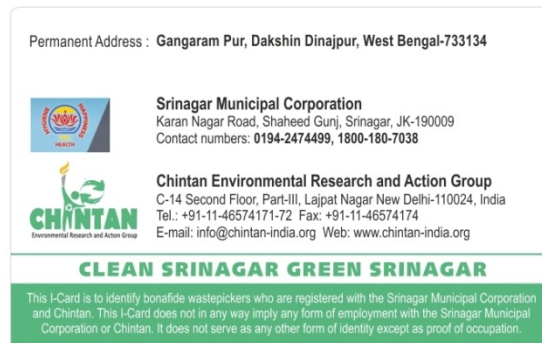 Permanent Address : Gangaram Pur, Dakshin Dinajpur, West Bengal-733134
HYGIENE HAPPINESS
HEALTH
Srinagar Municipal Corporation
Karan Nagar Road, Shaheed Gunj, Srinagar, JK-190009
Contact numbers: 0194-2474499, 1800-180-7038
CHINTAN
Environmental Research and Acton Group
Chintan Environmental Research and Action Group
C-14 Second Floor, Part-III, Lajpat Nagar New Delhi-110024, India
Tel.: +91-11-46574171-72 Fax: +91-11-46574174
E-mail: info@chintan-india.org Web: www.chintan-india.org
CLEAN SRINAGAR GREEN SRINAGAR
This I-Card is to identify bonafide wastepickers who are registered with the Srinagar Municipal Corporation
and Chintan. This I-Card does not in any way imply any form of employment with the Srinagar Municipal
Corporation or Chintan. It does not serve as any other form of identity except as proof of occupation.